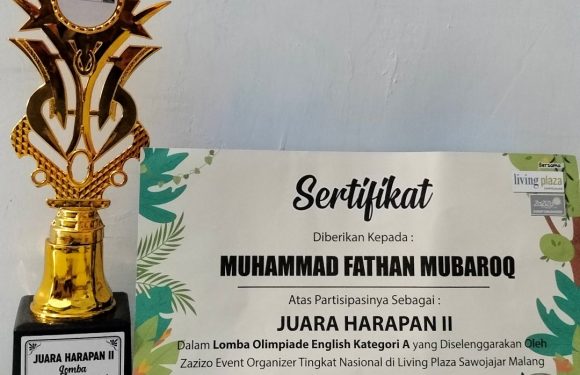 Sertifikat
Bersama
living plaza
Diberikan Kepada :
MUHAMMAD FATHAN MUBAROQ
Atas Partisipasinya Sebagai :
JUARA HARAPAN II
Dalam Lomba Olimpiade English Kategori A yang Diselenggarakan Oleh
Zazizo Event Organizer Tingkat Nasional di Living Plaza Sawojajar Malang
JUARA HARAPAN II
Lomba